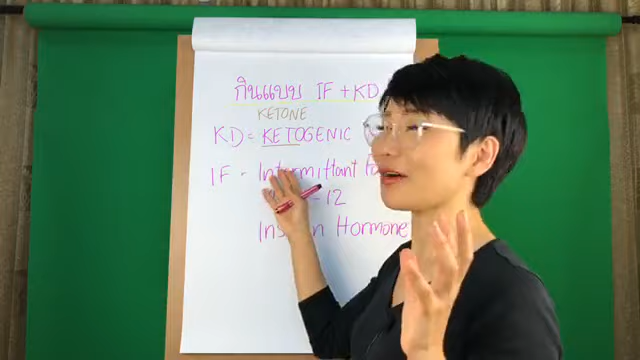 กินแบบ IF + KD
KETONE
KD = KETOGENIC
IF - Intermittant
- 12
Hormone